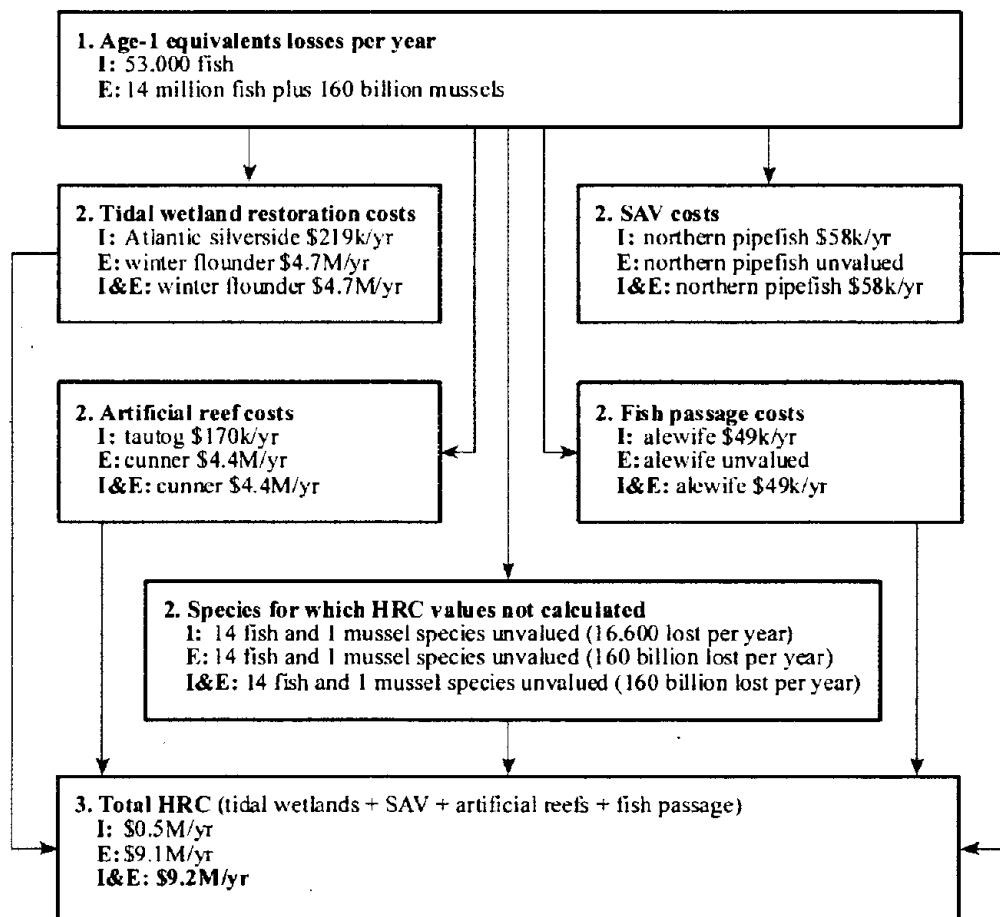 1. Age-1 equivalents losses per year
I: 53.000 fish
E: 14 million fish plus 160 billion mussels
2. Tidal wetland restoration costs
I: Atlantic silverside $219k/yr
E: winter flounder $4.7M/yr
I&E: winter flounder $4.7M/yr
2. SAV costs
I: northern pipefish $58k/yr
E: northern pipefish unvalued
I&E: northern pipefish $58k/yr
2. Artificial reef costs
I: tautog $170k/yr
E: cunner $4.4M/yr
I&E: cunner $4.4M/yr
2. Fish passage costs
I: alewife $49k/yr
E: alewife unvalued
I&E: alewife $49k/yr
2. Species for which HRC values not calculated
I: 14 fish and 1 mussel species unvalued (16.600 lost per year)
E: 14 fish and 1 mussel species unvalued (160 billion lost per year)
I&E: 14 fish and 1 mussel species unvalued (160 billion lost per year)
3. Total HRC (tidal wetlands + SAV + artificial reefs + fish passage)
I: $0.5M/yr
E: $9.1M/yr
I&E: $9.2M/yr